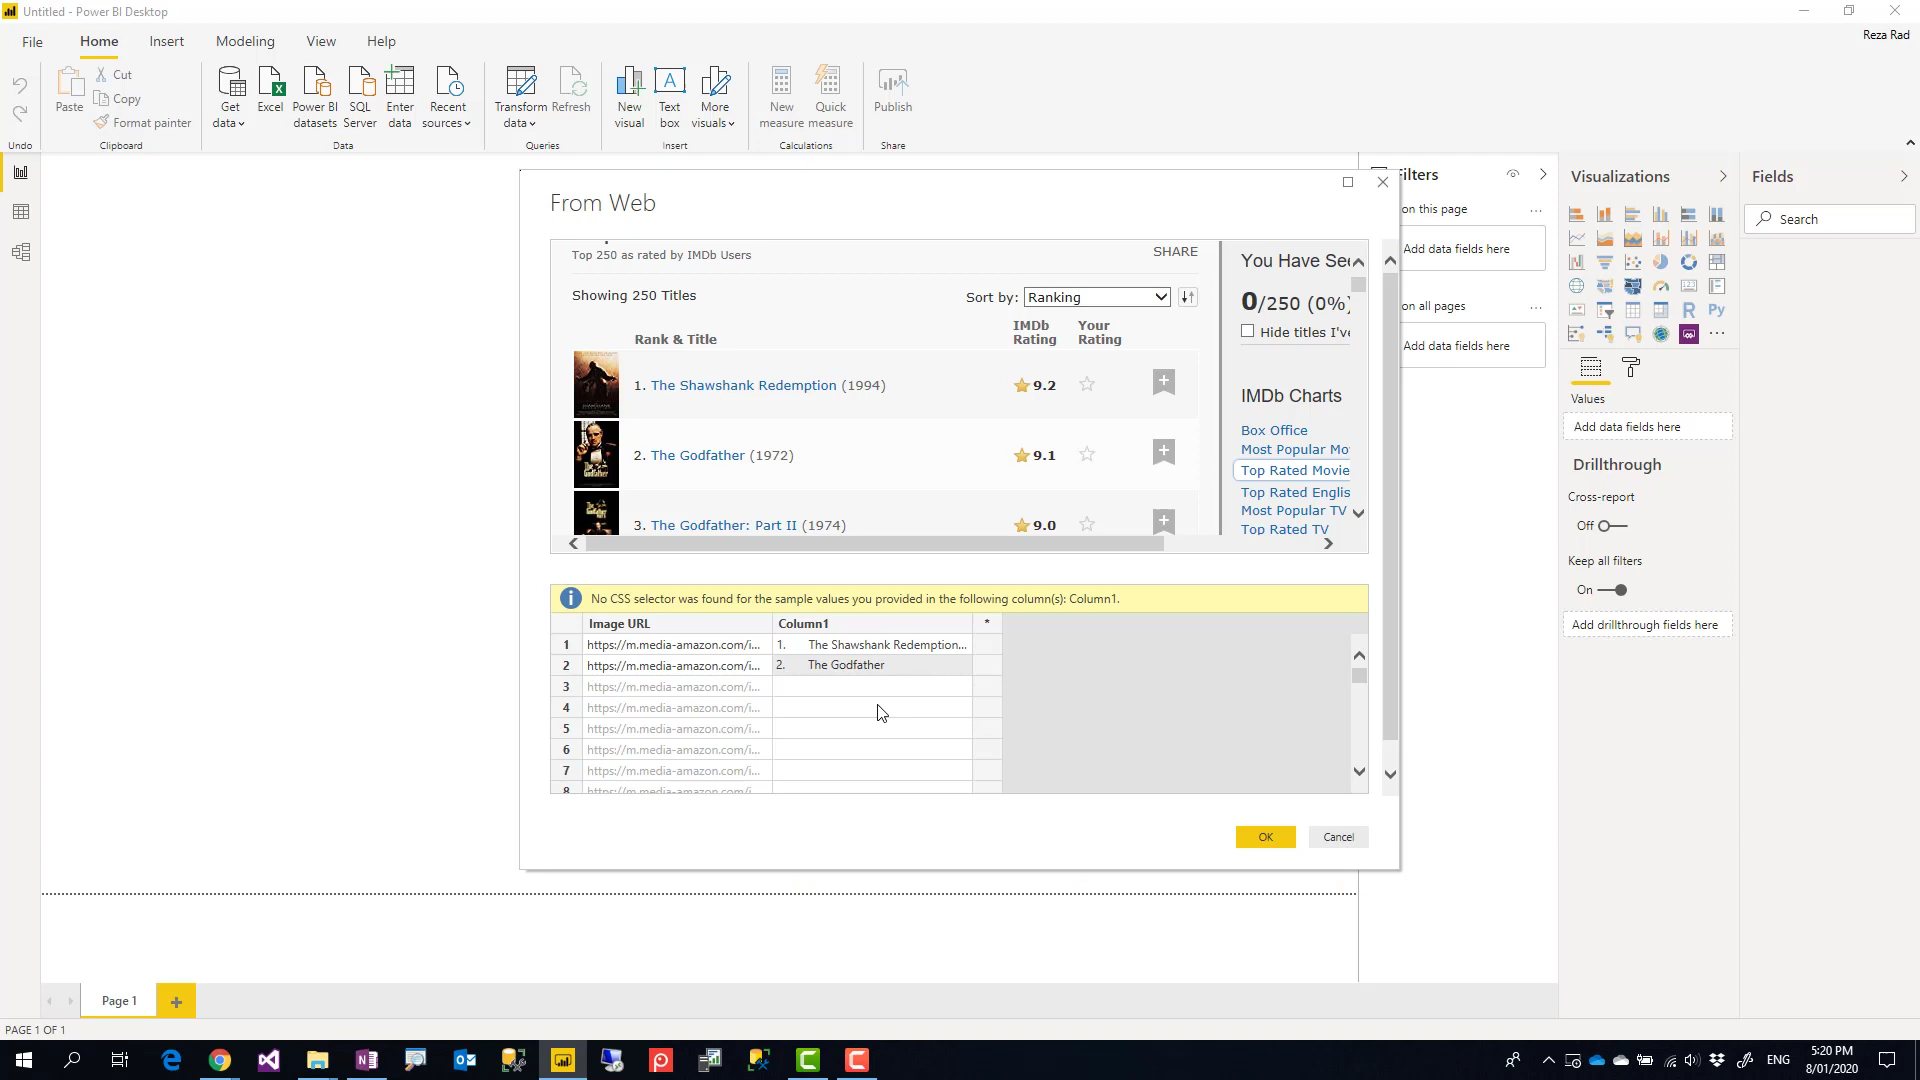 Untitled - Power BI Desktop
Reza Rad
File Home Insert Modeling View Help
Cut
Copy
Format painter
Paste
Clipboard
Undo
Get data
Excel
Power BI datasets
SQL Server
Enter data
Recent sources
Data
Transform data
Refresh
Queries
New visual
Text box
More visuals
Insert
New measure
Quick measure
Calculations
Publish
Share
From Web
Top 250 as rated by IMDb Users
SHARE
Showing 250 Titles
Sort by: Ranking
Rank & Title
IMDb Rating
Your Rating
1. The Shawshank Redemption (1994) 9.2
2. The Godfather (1972) 9.1
3. The Godfather: Part II (1974) 9.0
You Have See
0/250 (0%)
Hide titles I've
IMDb Charts
Box Office
Most Popular Mo
Top Rated Movie
Top Rated Englis
Most Popular TV
Top Rated TV
No CSS selector was found for the sample values you provided in the following column(s): Column1.
Image URL Column1 *
1 https://m.media-amazon.com/i... 1. The Shawshank Redemption...
2 https://m.media-amazon.com/i... 2. The Godfather
3 https://m.media-amazon.com/i...
4 https://m.media-amazon.com/i...
5 https://m.media-amazon.com/i...
6 https://m.media-amazon.com/i...
7 https://m.media-amazon.com/i...
8 https://m.media-amazon.com/i...
OK Cancel
ilters
on this page ...
Add data fields here
on all pages ...
Add data fields here
Visualizations
R Py
Values
Add data fields here
Drillthrough
Cross-report
Off
Keep all filters
On
Add drillthrough fields here
Fields
Search
Page 1
PAGE 1 OF 1
ENG
5:20 PM
8/01/2020